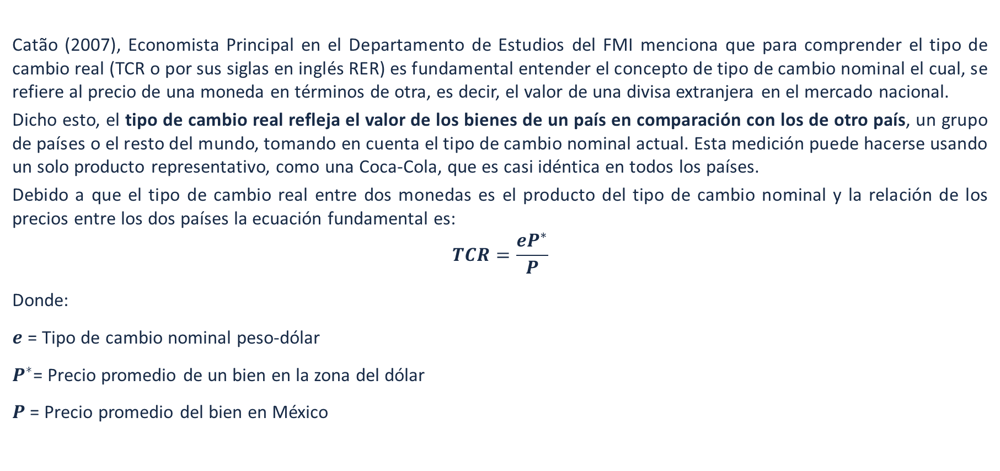 Catão (2007), Economista Principal en el Departamento de Estudios del FMI menciona que para comprender el tipo de
cambio real (TCR o por sus siglas en inglés RER) es fundamental entender el concepto de tipo de cambio nominal el cual, se
refiere al precio de una moneda en términos de otra, es decir, el valor de una divisa extranjera en el mercado nacional.
Dicho esto, el tipo de cambio real refleja el valor de los bienes de un país en comparación con los de otro país, un grupo
de países o el resto del mundo, tomando en cuenta el tipo de cambio nominal actual. Esta medición puede hacerse usando
un solo producto representativo, como una Coca-Cola, que es casi idéntica en todos los países.
Debido a que el tipo de cambio real entre dos monedas es el producto del tipo de cambio nominal y la relación de los
precios entre los dos países la ecuación fundamental es:
TCR = eP* / P
Donde:
e = Tipo de cambio nominal peso-dólar
P*= Precio promedio de un bien en la zona del dólar
P = Precio promedio del bien en México